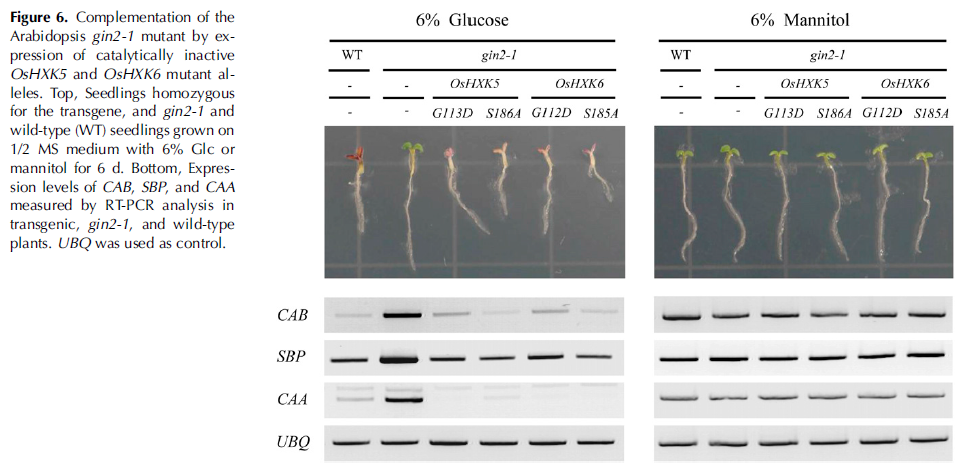 Figure 6. Complementation of the
Arabidopsis gin2-1 mutant by ex-
pression of catalytically inactive
OsHXK5 and OsHXK6 mutant al-
leles. Top, Seedlings homozygous
for the transgene, and gin2-1 and
wild-type (WT) seedlings grown on
1/2 MS medium with 6% Glc or
mannitol for 6 d. Bottom, Expres-
sion levels of CAB, SBP, and CAA
measured by RT-PCR analysis in
transgenic, gin2-1, and wild-type
plants. UBQ was used as control.
6% Glucose
WT gin2-1
- - OsHXK5 OsHXK6
- - G113D S186A G112D S185A
6% Mannitol
WT gin2-1
- - OsHXK5 OsHXK6
- - G113D S186A G112D S185A
CAB
SBP
CAA
UBQ